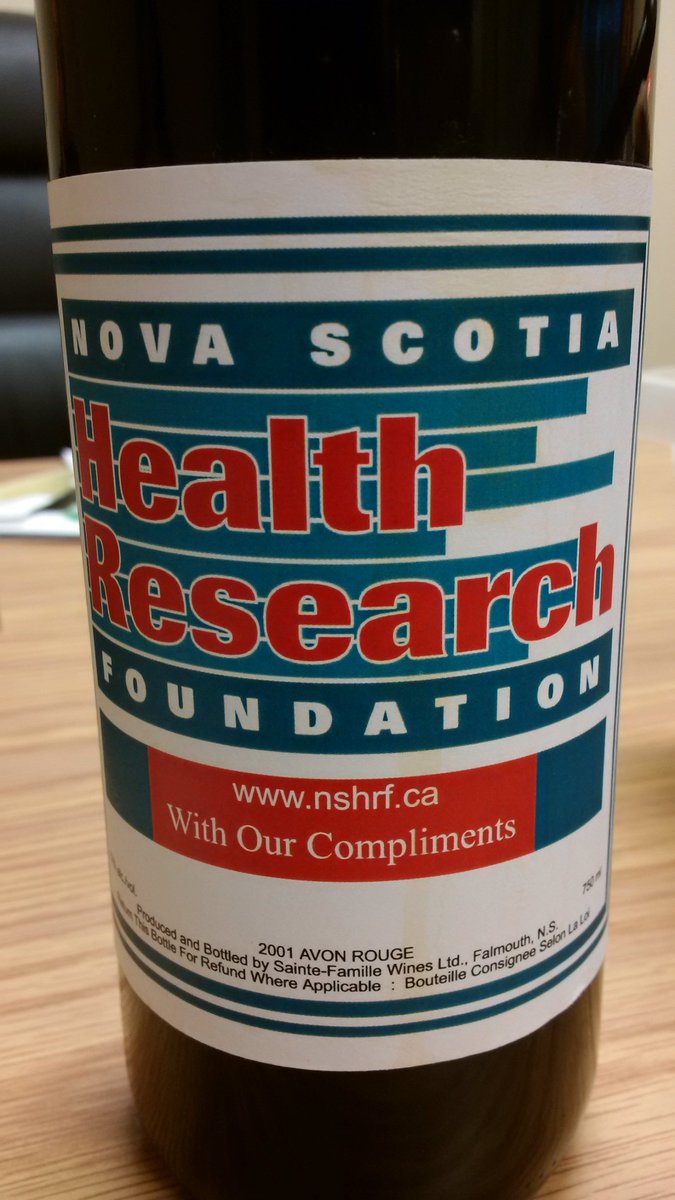 NOVA SCOTIA
Health
Research
FOUNDATION
www.nshrf.ca
With Our Compliments
750 ml
2001 AVON ROUGE
Produced and Bottled by Sainte-Famille Wines Ltd., Falmouth, N.S.
This Bottle For Refund Where Applicable : Bouteille Consignee Selon La Loi